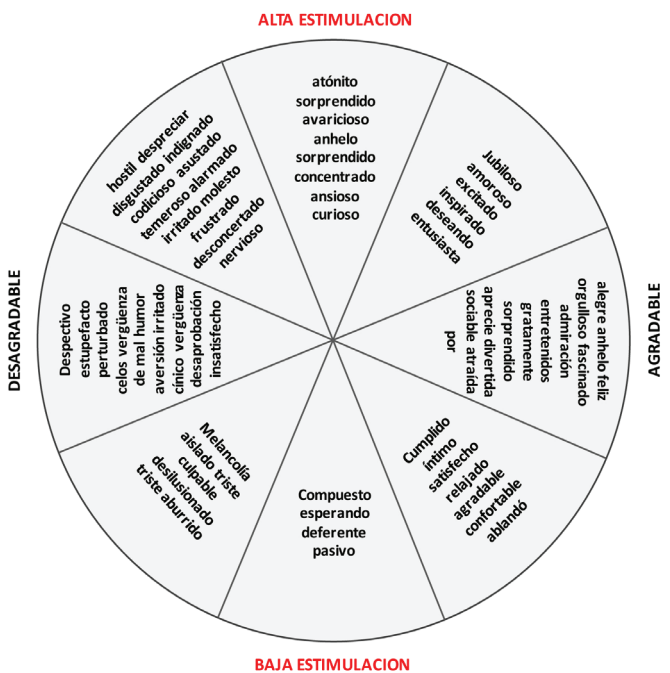 ALTA ESTIMULACION
atónito
sorprendido
avaricioso
anhelo
sorprendido
concentrado
ansioso
curioso
Jubiloso
amoroso
excitado
inspirado
deseando
entusiasta
alegre anhelo feliz
orgulloso fascinado
admiración
entretenidos
gratamente
sorprendido
aprecie divertida
sociable atraída
por
AGRADABLE
Cumplido
íntimo
satisfecho
relajado
agradable
confortable
ablandó
Compuesto
esperando
deferente
pasivo
Melancolía
aislado triste
culpable
desilusionado
triste aburrido
Despectivo
estupefacto
perturbado
celos vergüenza
de mal humor
aversión irritado
cínico vergüenza
desaprobación
insatisfecho
DESAGRADABLE
hostil despreciar
disgustado indignado
codicioso asustado
temeroso alarmado
irritado molesto
frustrado
desconcertado
nervioso
BAJA ESTIMULACION